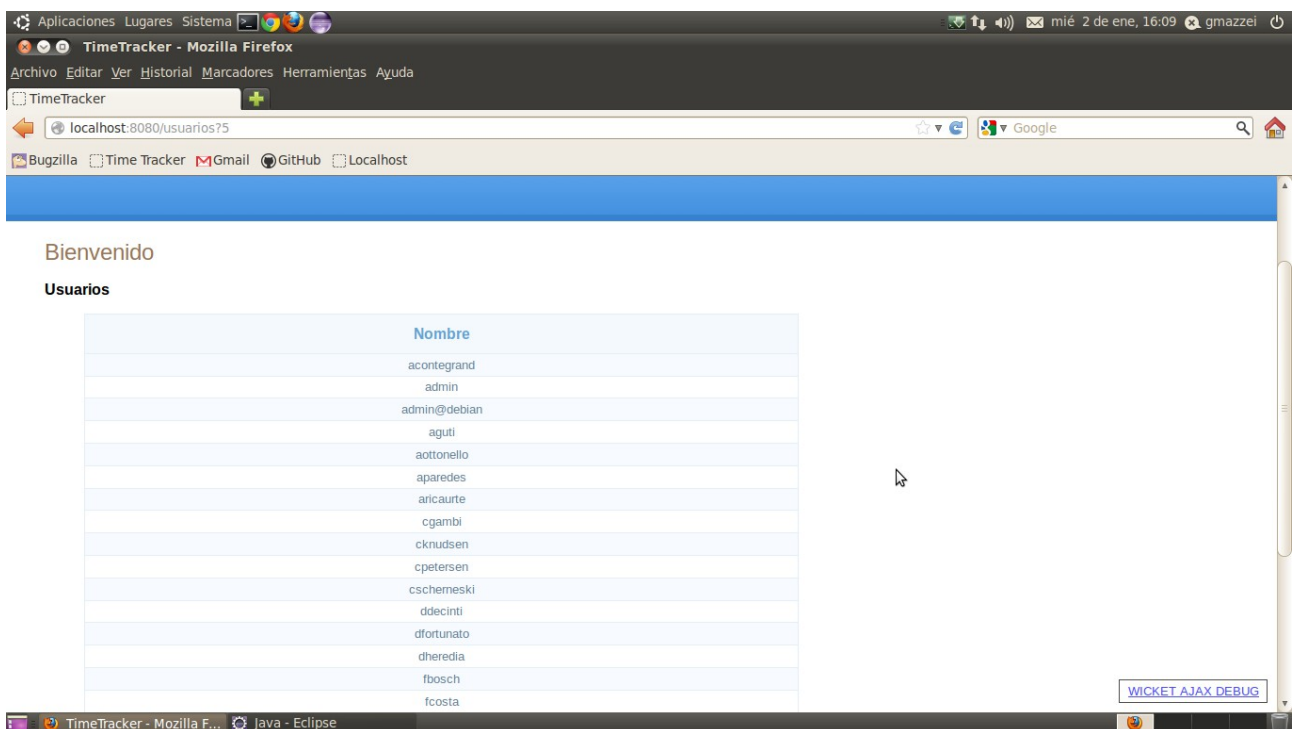 Aplicaciones Lugares Sistema mié 2 de ene, 16:09 gmazzei
TimeTracker - Mozilla Firefox
Archivo Editar Ver Historial Marcadores Herramientas Ayuda
TimeTracker
localhost:8080/usuarios?5 Google
Bugzilla Time Tracker Gmail GitHub Localhost
Bienvenido
Usuarios
Nombre
acontegrand
admin
admin@debian
aguti
aottonello
aparedes
aricaurte
cgambi
cknudsen
cpetersen
cscherneski
ddecinti
dfortunato
dheredia
fbosch
fcosta
WICKET AJAX DEBUG
TimeTracker - Mozilla F... Java - Eclipse